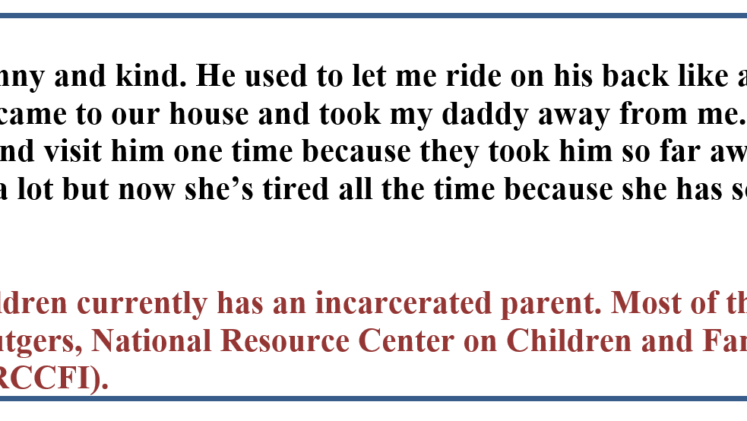 nny and kind. He used to let me ride on his back like a
came to our house and took my daddy away from me.
nd visit him one time because they took him so far aw
a lot but now she's tired all the time because she has s
ldren currently has an incarcerated parent. Most of th
utgers, National Resource Center on Children and Fam
RCCFI).